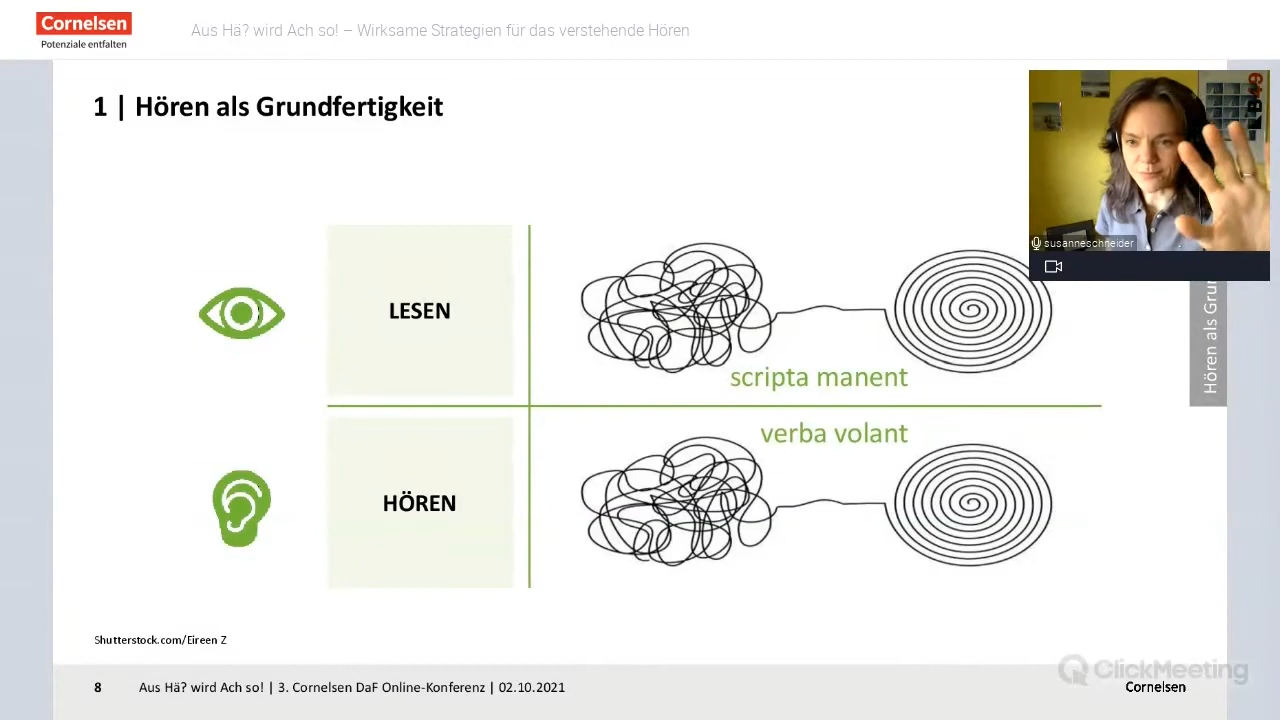 Cornelsen
Potenziale entfalten
Aus Hä? wird Ach so! – Wirksame Strategien für das verstehende Hören
1 | Hören als Grundfertigkeit
susanneschneider
LESEN
scripta manent
Hören als Grun
verba volant
HÖREN
Shutterstock.com/Eireen Z
ClickMeeting
8 Aus Hä? wird Ach so! | 3. Cornelsen DaF Online-Konferenz | 02.10.2021
Cornelsen